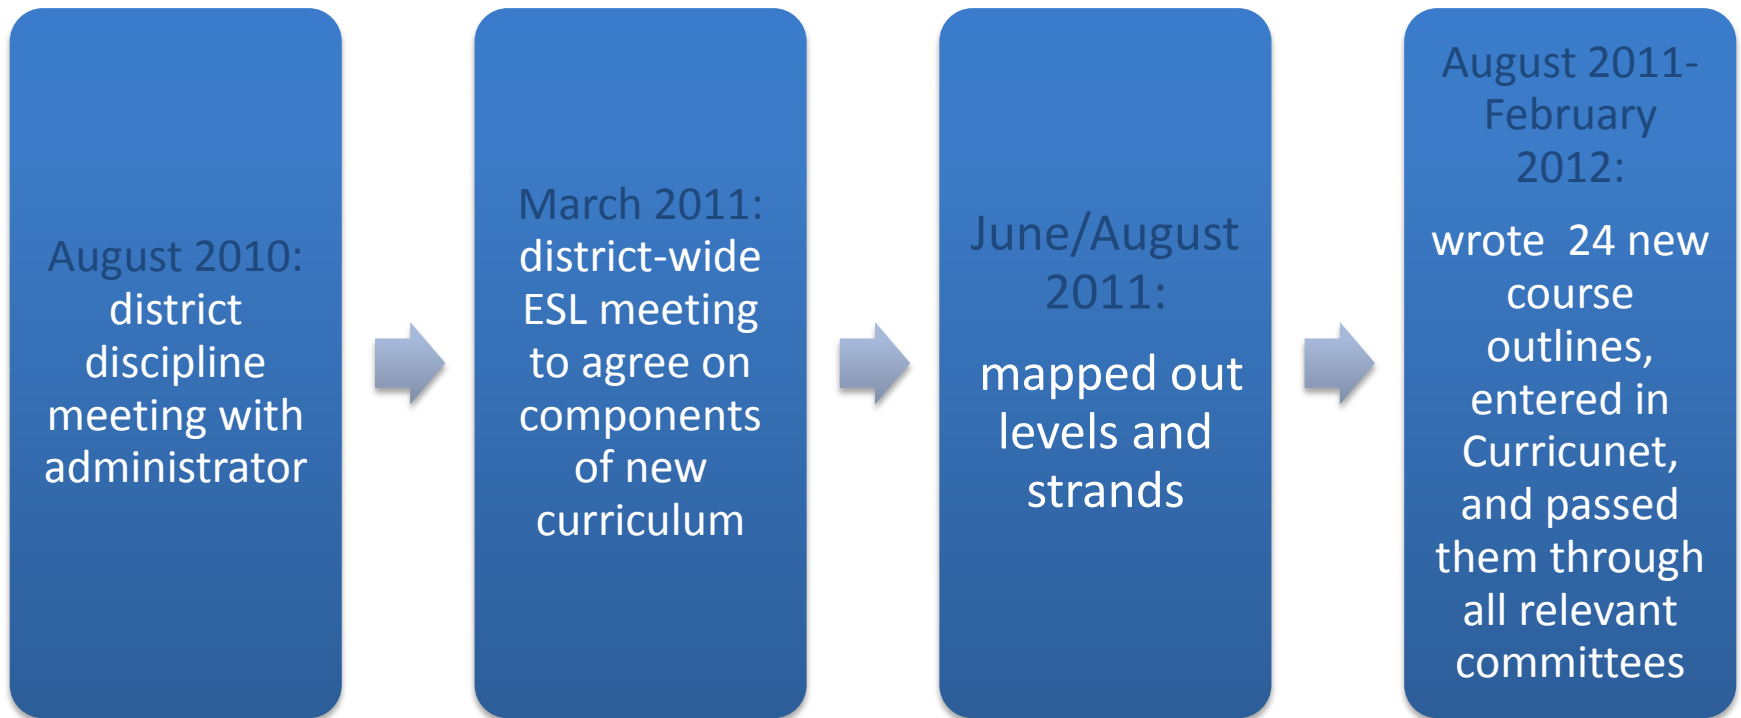 August 2010:
district
discipline
meeting with
administrator
March 2011:
district-wide
ESL meeting
to agree on
components
of new
curriculum
June/August
2011:
mapped out
levels and
strands
August 2011-
February
2012:
wrote  24 new
course
outlines,
entered in
Curricunet,
and passed
them through
all relevant
committees